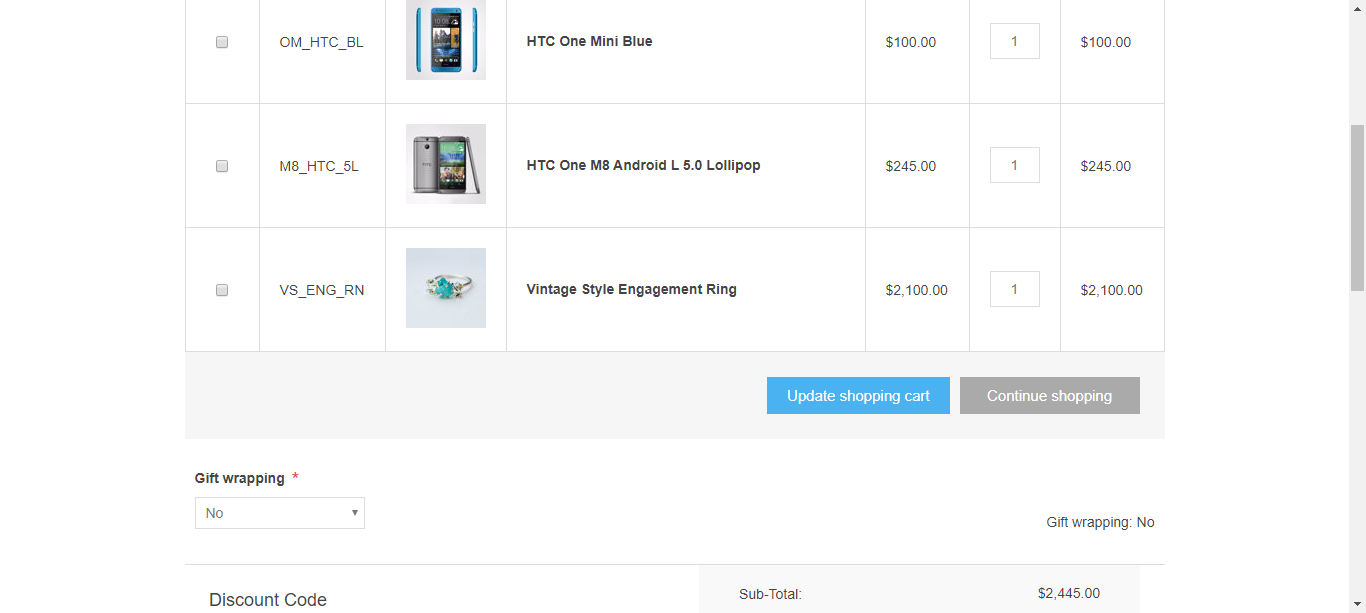 OM_HTC_BL HTC One Mini Blue $100.00 1 $100.00
M8_HTC_5L HTC One M8 Android L 5.0 Lollipop $245.00 1 $245.00
VS_ENG_RN Vintage Style Engagement Ring $2,100.00 1 $2,100.00
Update shopping cart Continue shopping
Gift wrapping *
No
Gift wrapping: No
Discount Code
Sub-Total: $2,445.00